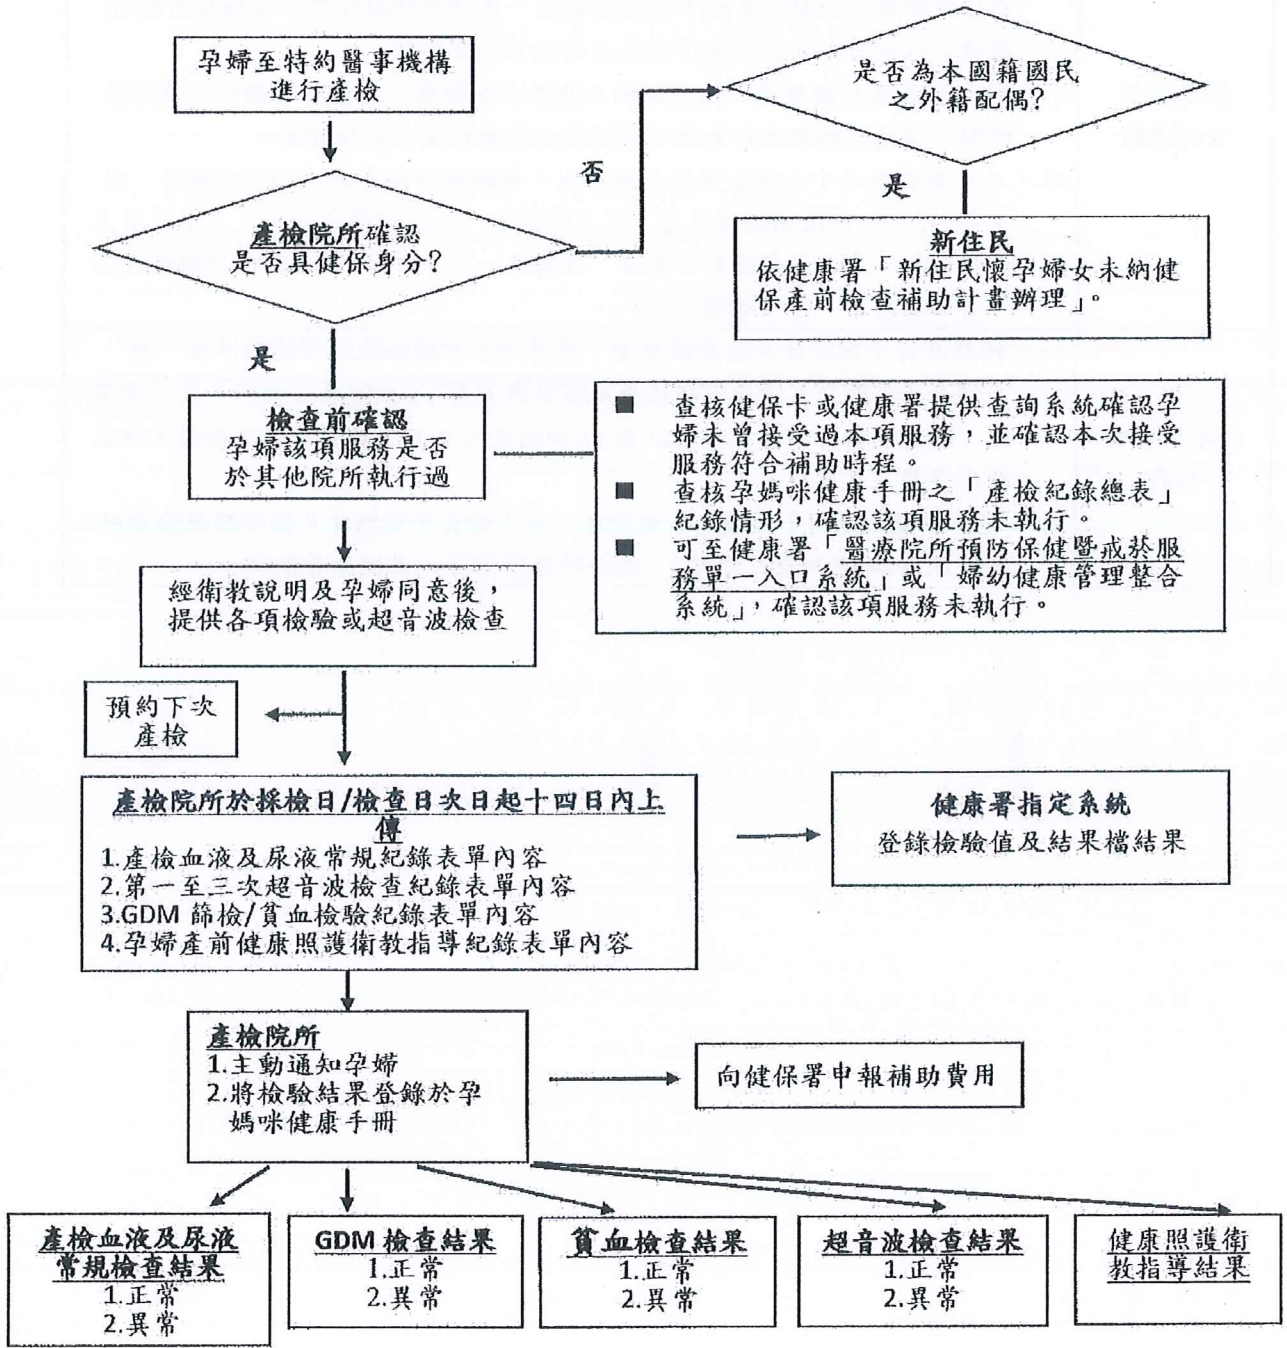 孕婦至特約醫事機構
進行產檢
是否為本國籍國民
之外籍配偶?
否
是
產檢院所確認
是否具健保身分?
新住民
依健康署「新住民懷孕婦女未納健
保產前檢查補助計畫辦理」。
是
檢查前確認
孕婦該項服務是否
於其他院所執行過
■ 查核健保卡或健康署提供查詢系統確認孕
婦未曾接受過本項服務,並確認本次接受
服務符合補助時程。
■ 查核孕媽咪健康手冊之「產檢紀錄總表」
紀錄情形,確認該項服務未執行。
■ 可至健康署「醫療院所預防保健暨戒菸服
務單一入口系統」或「婦幼健康管理整合
系統」,確認該項服務未執行。
經衛教說明及孕婦同意後,
提供各項檢驗或超音波檢查
預約下次
產檢
產檢院所於採檢日/檢查日次日起十四日內上
傳
1.產檢血液及尿液常規紀錄表單內容
2.第一至三次超音波檢查紀錄表單內容
3.GDM 篩檢/貧血檢驗紀錄表單內容
4.孕婦產前健康照護衛教指導紀錄表單內容
健康署指定系統
登錄檢驗值及結果檔結果
產檢院所
1.主動通知孕婦
2.將檢驗結果登錄於孕
媽咪健康手冊
向健保署申報補助費用
產檢血液及尿液
常規檢查結果
1.正常
2.異常
GDM 檢查結果
1.正常
2.異常
貧血檢查結果
1.正常
2.異常
超音波檢查結果
1.正常
2.異常
健康照護衛
教指導結果